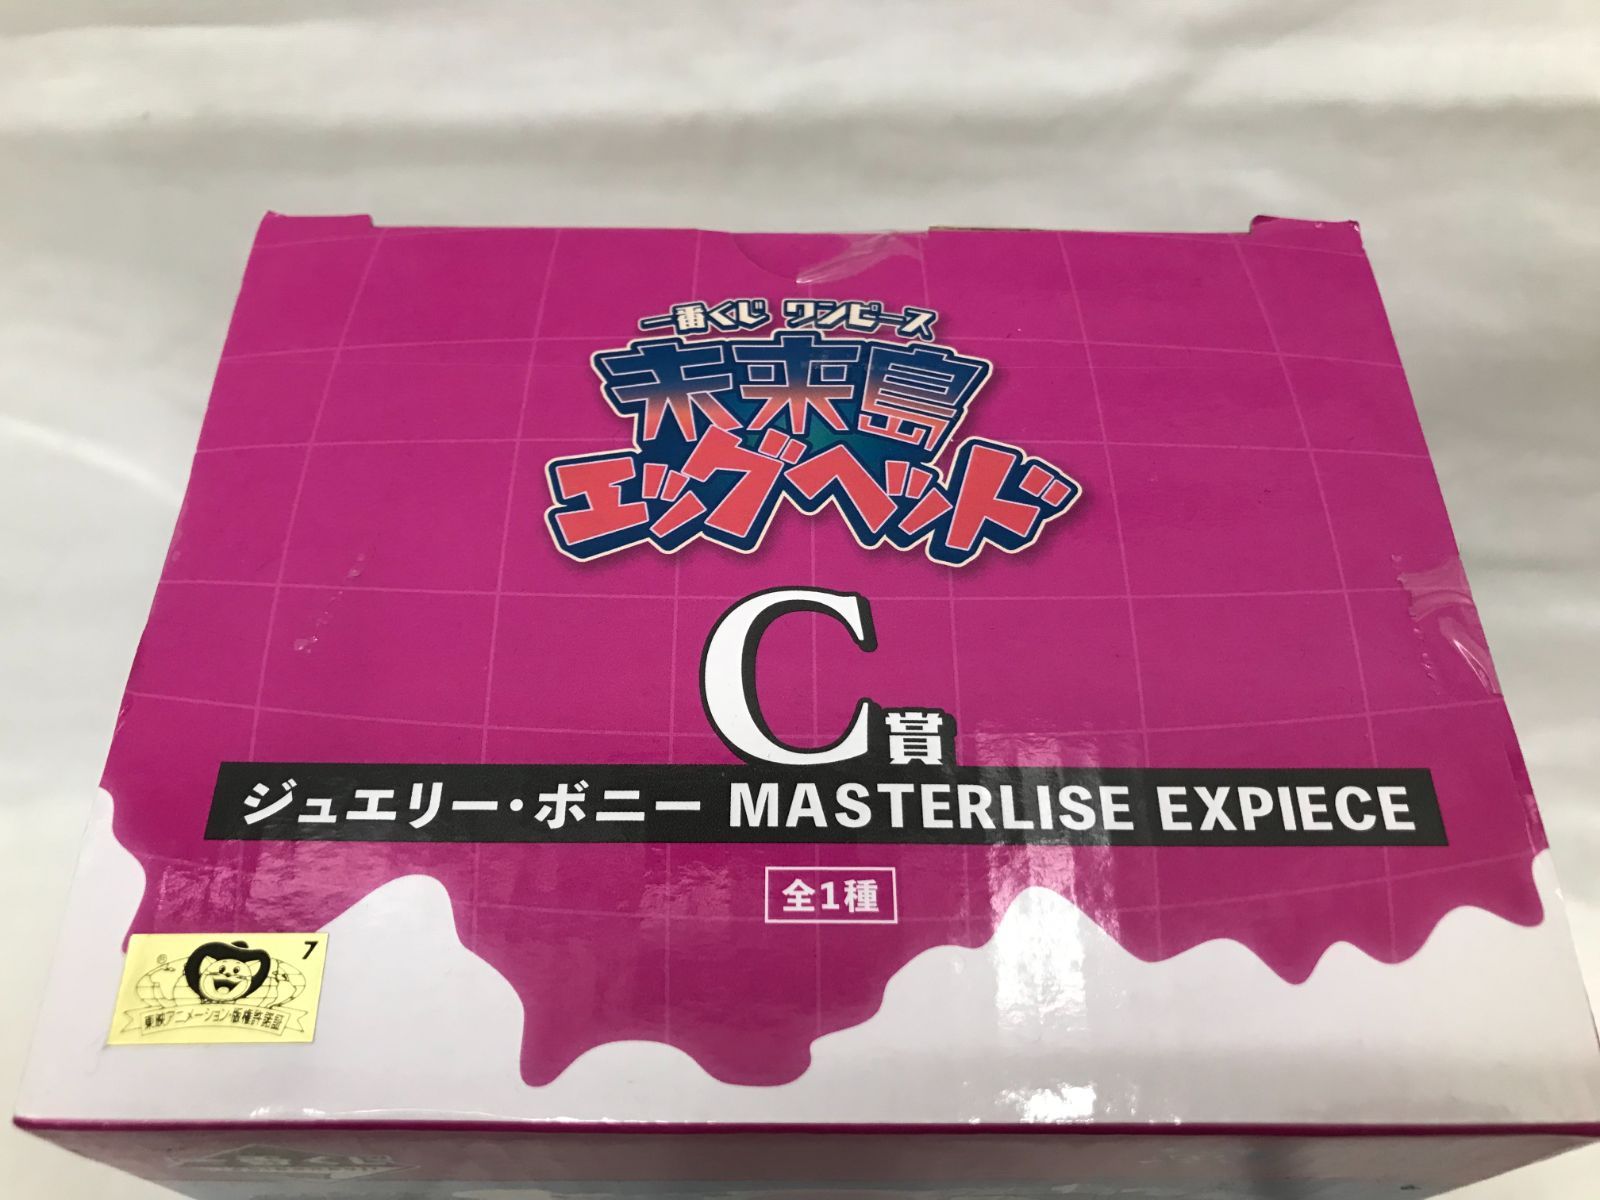 一番くじ ワンピース
未来島
エッグヘッド
C賞
ジュエリー・ボニー MASTERLISE EXPIECE
全1種
7
®
東映アニメーション・版権許諾証